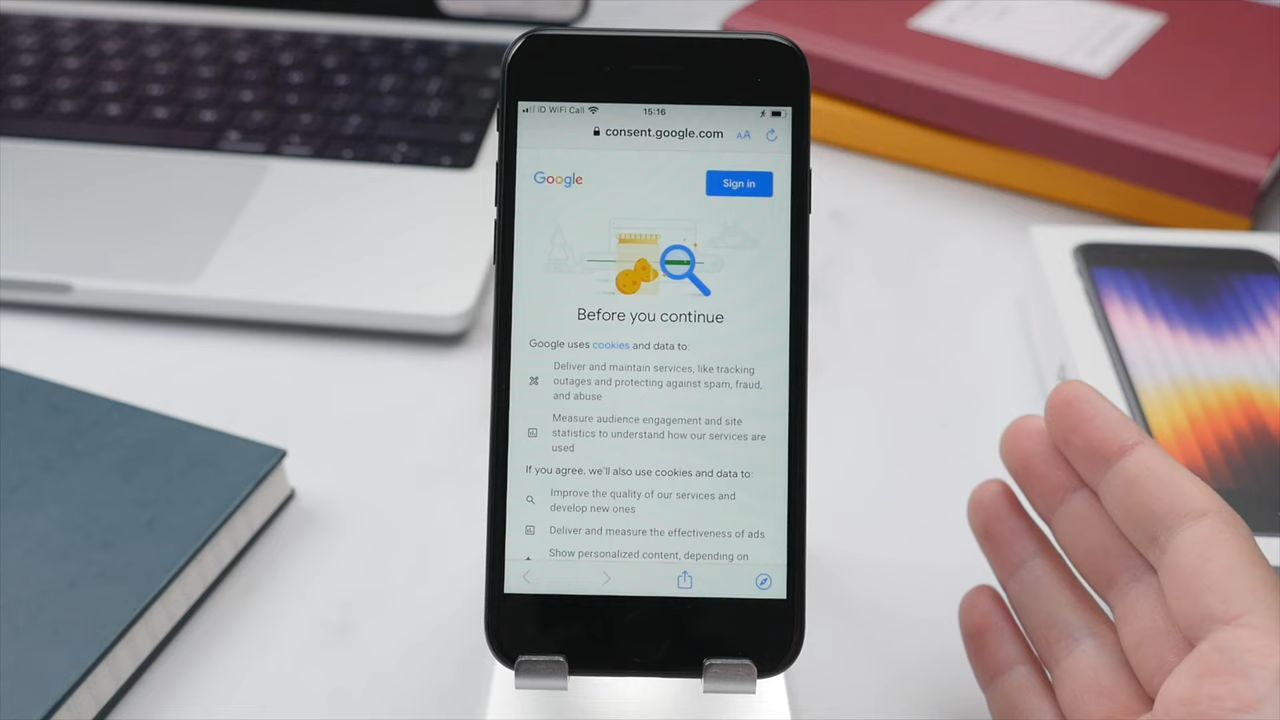 iD WiFi Call 15:16
consent.google.com AA
Google Sign in
Before you continue
Google uses cookies and data to:
Deliver and maintain services, like tracking
outages and protecting against spam, fraud,
and abuse
Measure audience engagement and site
statistics to understand how our services are
used
If you agree, we'll also use cookies and data to:
Improve the quality of our services and
develop new ones
Deliver and measure the effectiveness of ads
Show personalized content, depending on